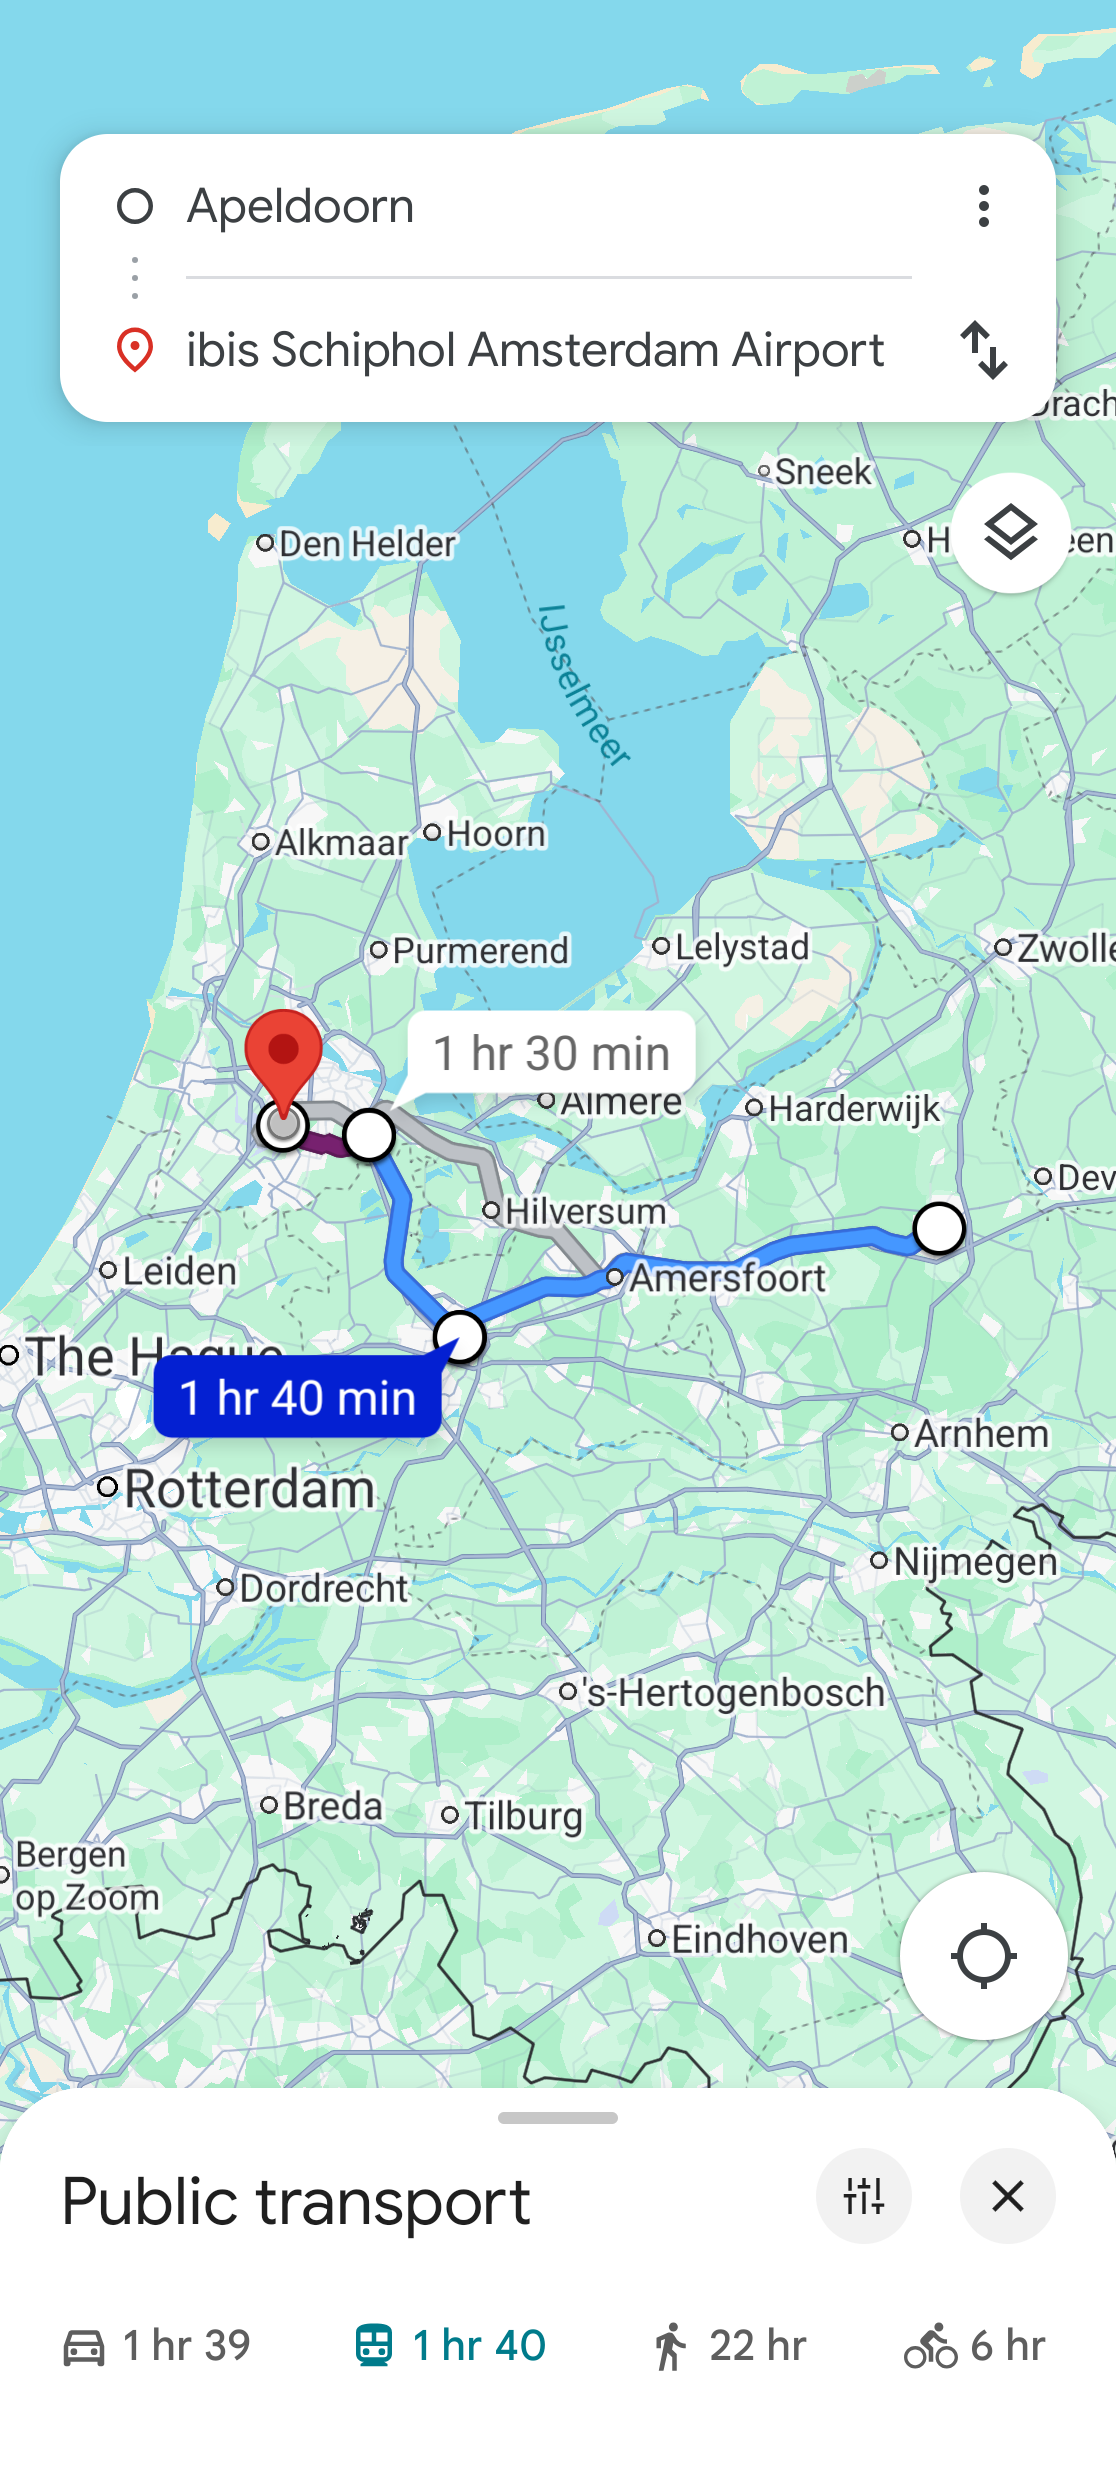 Apeldoorn
ibis Schiphol Amsterdam Airport
Sneek
Den Helder
IJsselmeer
Alkmaar
Hoorn
Purmerend
Lelystad
Zwolle
1 hr 30 min
Almere
Harderwijk
Dev
Hilversum
Leiden
Amersfoort
The Hague
1 hr 40 min
Arnhem
Rotterdam
Nijmegen
Dordrecht
's-Hertogenbosch
Breda
Tilburg
Bergen
op Zoom
Eindhoven
Public transport
1 hr 39
1 hr 40
22 hr
6 hr